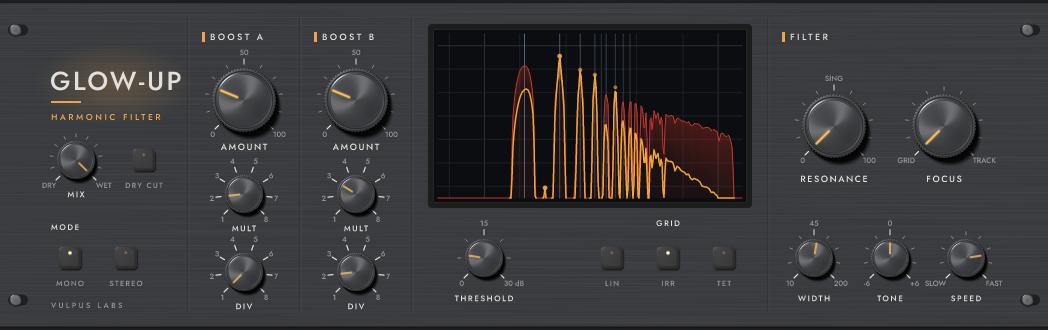 GLOW-UP
HARMONIC FILTER
DRY WET
MIX
DRY CUT
MODE
MONO STEREO
VULPUS LABS
BOOST A
50
0 100
AMOUNT
1 2 3 4 5 6 7 8
MULT
1 2 3 4 5 6 7 8
DIV
BOOST B
50
0 100
AMOUNT
1 2 3 4 5 6 7 8
MULT
1 2 3 4 5 6 7 8
DIV
15
0 30 dB
THRESHOLD
GRID
LIN IRR TET
FILTER
SING
0 100
RESONANCE
GRID TRACK
FOCUS
45
10 200
WIDTH
0
-6 +6
TONE
SLOW FAST
SPEED